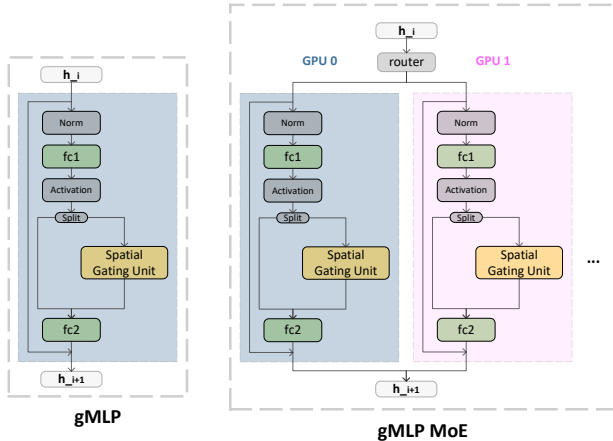 h_i
Norm
fc1
Activation
Split
Spatial
Gating Unit
fc2
h_i+1
gMLP
h_i
router
GPU 0
GPU 1
Norm
fc1
Activation
Split
Spatial
Gating Unit
fc2
Norm
fc1
Activation
Split
Spatial
Gating Unit
fc2
...
h_i+1
gMLP MoE